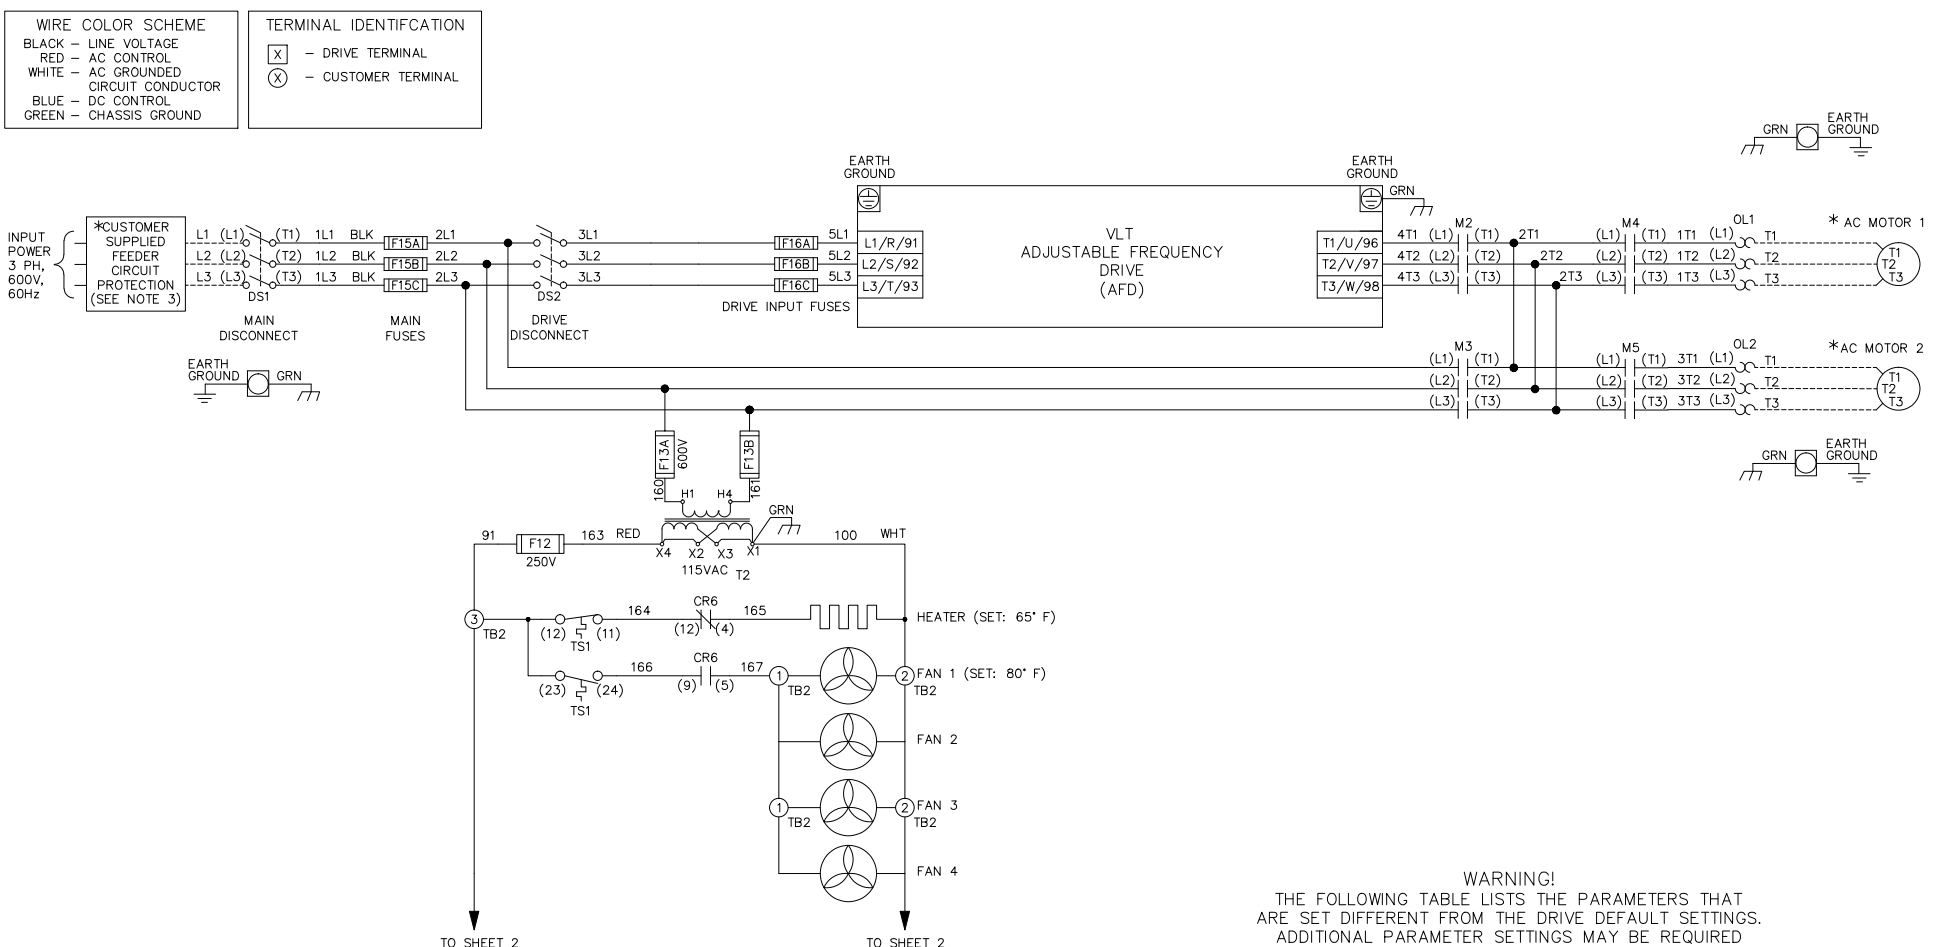 WIRE COLOR SCHEME
BLACK – LINE VOLTAGE
RED – AC CONTROL
WHITE – AC GROUNDED
CIRCUIT CONDUCTOR
BLUE – DC CONTROL
GREEN – CHASSIS GROUND
TERMINAL IDENTIFCATION
X – DRIVE TERMINAL
X – CUSTOMER TERMINAL
GRN
EARTH
GROUND
INPUT
POWER
3 PH,
600V,
60Hz
*CUSTOMER
SUPPLIED
FEEDER
CIRCUIT
PROTECTION
(SEE NOTE 3)
L1 (L1) (T1) 1L1 BLK F15A 2L1
L2 (L2) (T2) 1L2 BLK F15B 2L2
L3 (L3) (T3) 1L3 BLK F15C 2L3
DS1
MAIN
DISCONNECT
MAIN
FUSES
3L1
3L2
3L3
DS2
DRIVE
DISCONNECT
F16A 5L1
F16B 5L2
F16C 5L3
DRIVE INPUT FUSES
EARTH
GROUND
L1/R/91
L2/S/92
L3/T/93
VLT
ADJUSTABLE FREQUENCY
DRIVE
(AFD)
EARTH
GROUND
GRN
T1/U/96
T2/V/97
T3/W/98
M2 M4 OL1 * AC MOTOR 1
4T1 (L1) (T1) 2T1 (L1) (T1) 1T1 (L1) T1
4T2 (L2) (T2) 2T2 (L2) (T2) 1T2 (L2) T2
4T3 (L3) (T3) 2T3 (L3) (T3) 1T3 (L3) T3
T1
T2
T3
M3 M5 OL2 *AC MOTOR 2
(L1) (T1) (L1) (T1) 3T1 (L1) T1
(L2) (T2) (L2) (T2) 3T2 (L2) T2
(L3) (T3) (L3) (T3) 3T3 (L3) T3
T1
T2
T3
EARTH
GROUND
GRN
GRN
EARTH
GROUND
F13A
600V
F13B
160
161
H1 H4
GRN
91 F12 163 RED
250V
X4 X2 X3 X1
115VAC T2
100 WHT
3
TB2
(12) (11)
TS1
164
CR6
(12) (4)
165
HEATER (SET: 65° F)
(23) (24)
TS1
166
CR6
(9) (5)
167
1
TB2
2
TB2
FAN 1 (SET: 80° F)
FAN 2
1
TB2
2
TB2
FAN 3
FAN 4
TO SHEET 2
TO SHEET 2
WARNING!
THE FOLLOWING TABLE LISTS THE PARAMETERS THAT
ARE SET DIFFERENT FROM THE DRIVE DEFAULT SETTINGS.
ADDITIONAL PARAMETER SETTINGS MAY BE REQUIRED